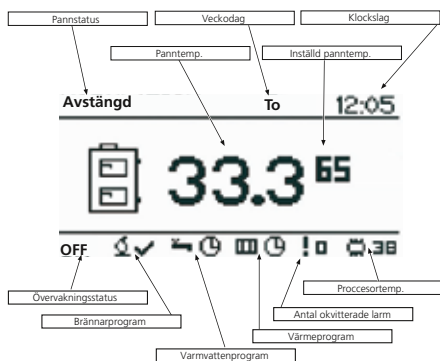 Pannstatus
Veckodag
Klockslag
Panntemp.
Inställd panntemp.
Avstängd To 12:05
33.3 65
OFF ! 0 38
Övervakningsstatus
Proccesortemp.
Antal okvitterade larm
Brännarprogram
Värmeprogram
Varmvattenprogram